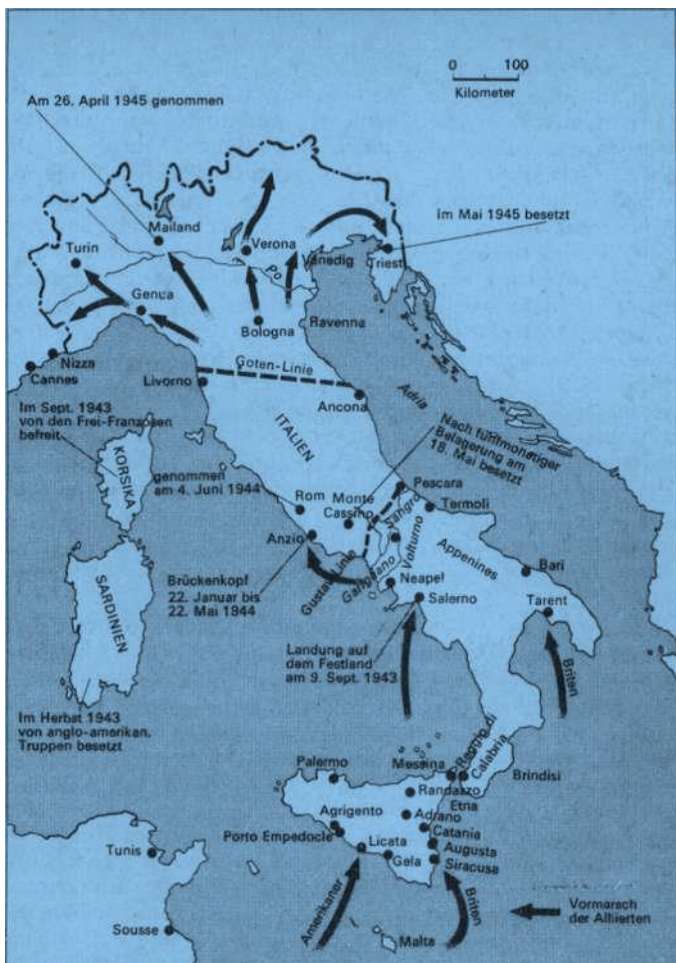 0 100
Kilometer
Am 26. April 1945 genommen
Im Mai 1945 besetzt
Mailand
Turin
Verona
Venedig
Triest
Po
Genua
Bologna
Ravenna
Nizza
Cannes
Goten-Linie
Livorno
Ancona
Adria
Im Sept. 1943
von den Frei-Franzosen
befreit
KORSIKA
ITALIEN
Nach fünfmonatiger
Belagerung am
18. Mai besetzt
genommen
am 4. Juni 1944
Rom
Monte
Cassino
Pescara
Termoli
Sangro
Volturno
Anzio
Garigliano
Gustav-Linie
Appenines
Bari
Brückenkopf
22. Januar bis
22. Mai 1944
Neapel
Salerno
Tarent
SARDINIEN
Landung auf
dem Festland
am 9. Sept. 1943
Briten
Im Herbat 1943
von anglo-amerikan.
Truppen besetzt
Palermo
Messina
Reggio di
Calabria
Brindisi
Randazzo
Etna
Agrigento
Adrano
Porto Empedocle
Catania
Licata
Augusta
Gela
Siracusa
Tunis
Amerikaner
Briten
Vormarsch
der Alliierten
Sousse
Malta